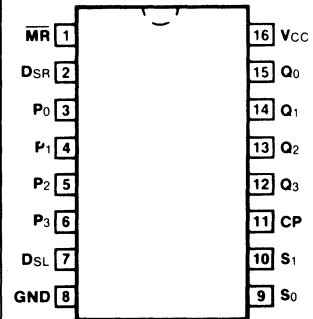 MR 1 16 VCC
DSR 2 15 Q0
P0 3 14 Q1
P1 4 13 Q2
P2 5 12 Q3
P3 6 11 CP
DSL 7 10 S1
GND 8 9 S0